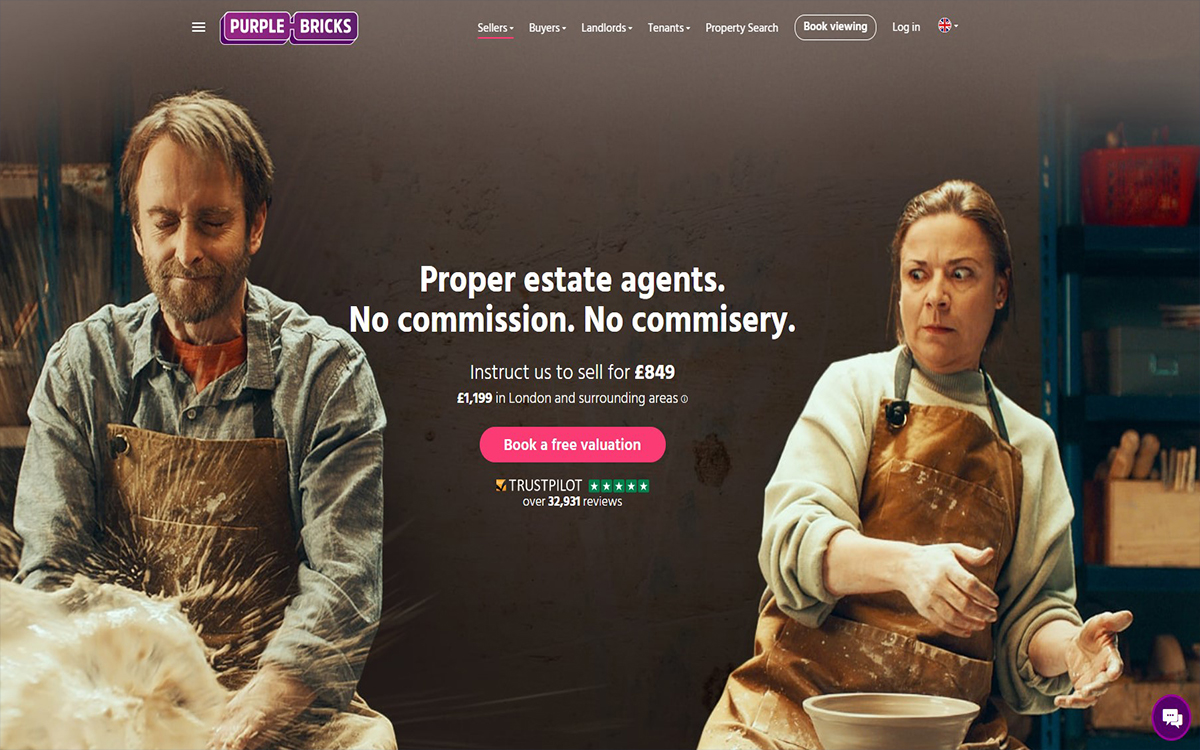 PURPLE BRICKS
Sellers Buyers Landlords Tenants Property Search Book viewing Log in
Proper estate agents.
No commission. No commisery.
Instruct us to sell for £849
£1,199 in London and surrounding areas
Book a free valuation
TRUSTPILOT
over 32,931 reviews